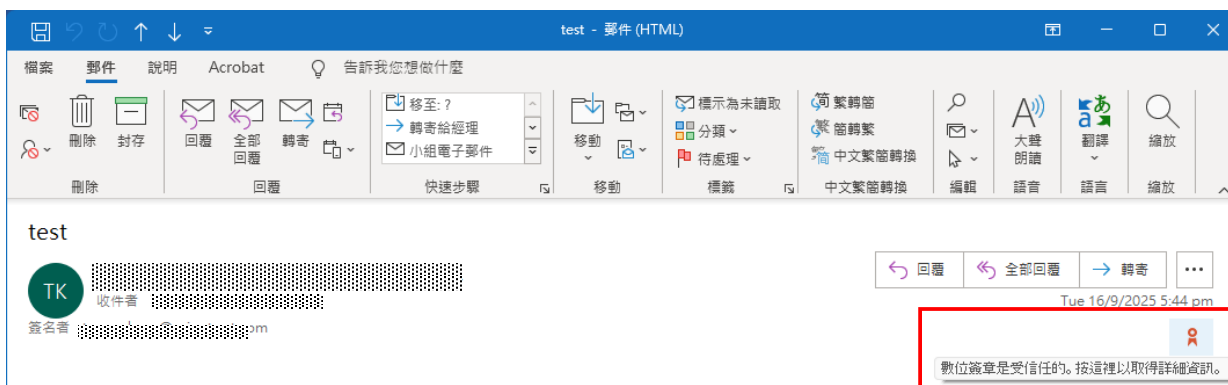 test - 郵件 (HTML)
檔案 郵件 說明 Acrobat 告訴我您想做什麼
刪除 封存 回覆 全部回覆 轉寄 移動 大聲朗讀 翻譯 縮放
移至: ?
轉寄給經理
小組電子郵件
標示為未讀取
分類
待處理
繁轉簡
簡轉繁
中文繁簡轉換
刪除 回覆 快速步驟 移動 標籤 中文繁簡轉換 編輯 語音 語言 縮放
test
回覆 全部回覆 轉寄
TK
收件者
Tue 16/9/2025 5:44 pm
簽名者
數位簽章是受信任的。按這裡以取得詳細資訊。